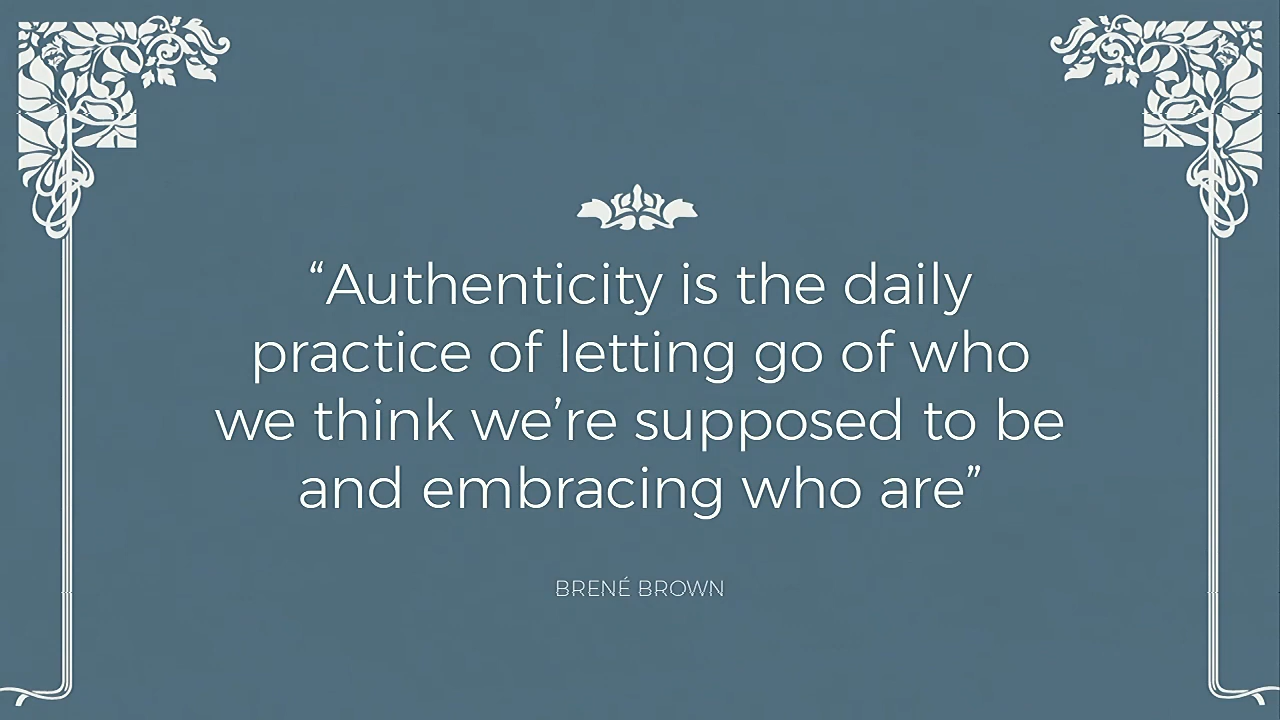 “Authenticity is the daily
practice of letting go of who
we think we’re supposed to be
and embracing who are”
BRENÉ BROWN